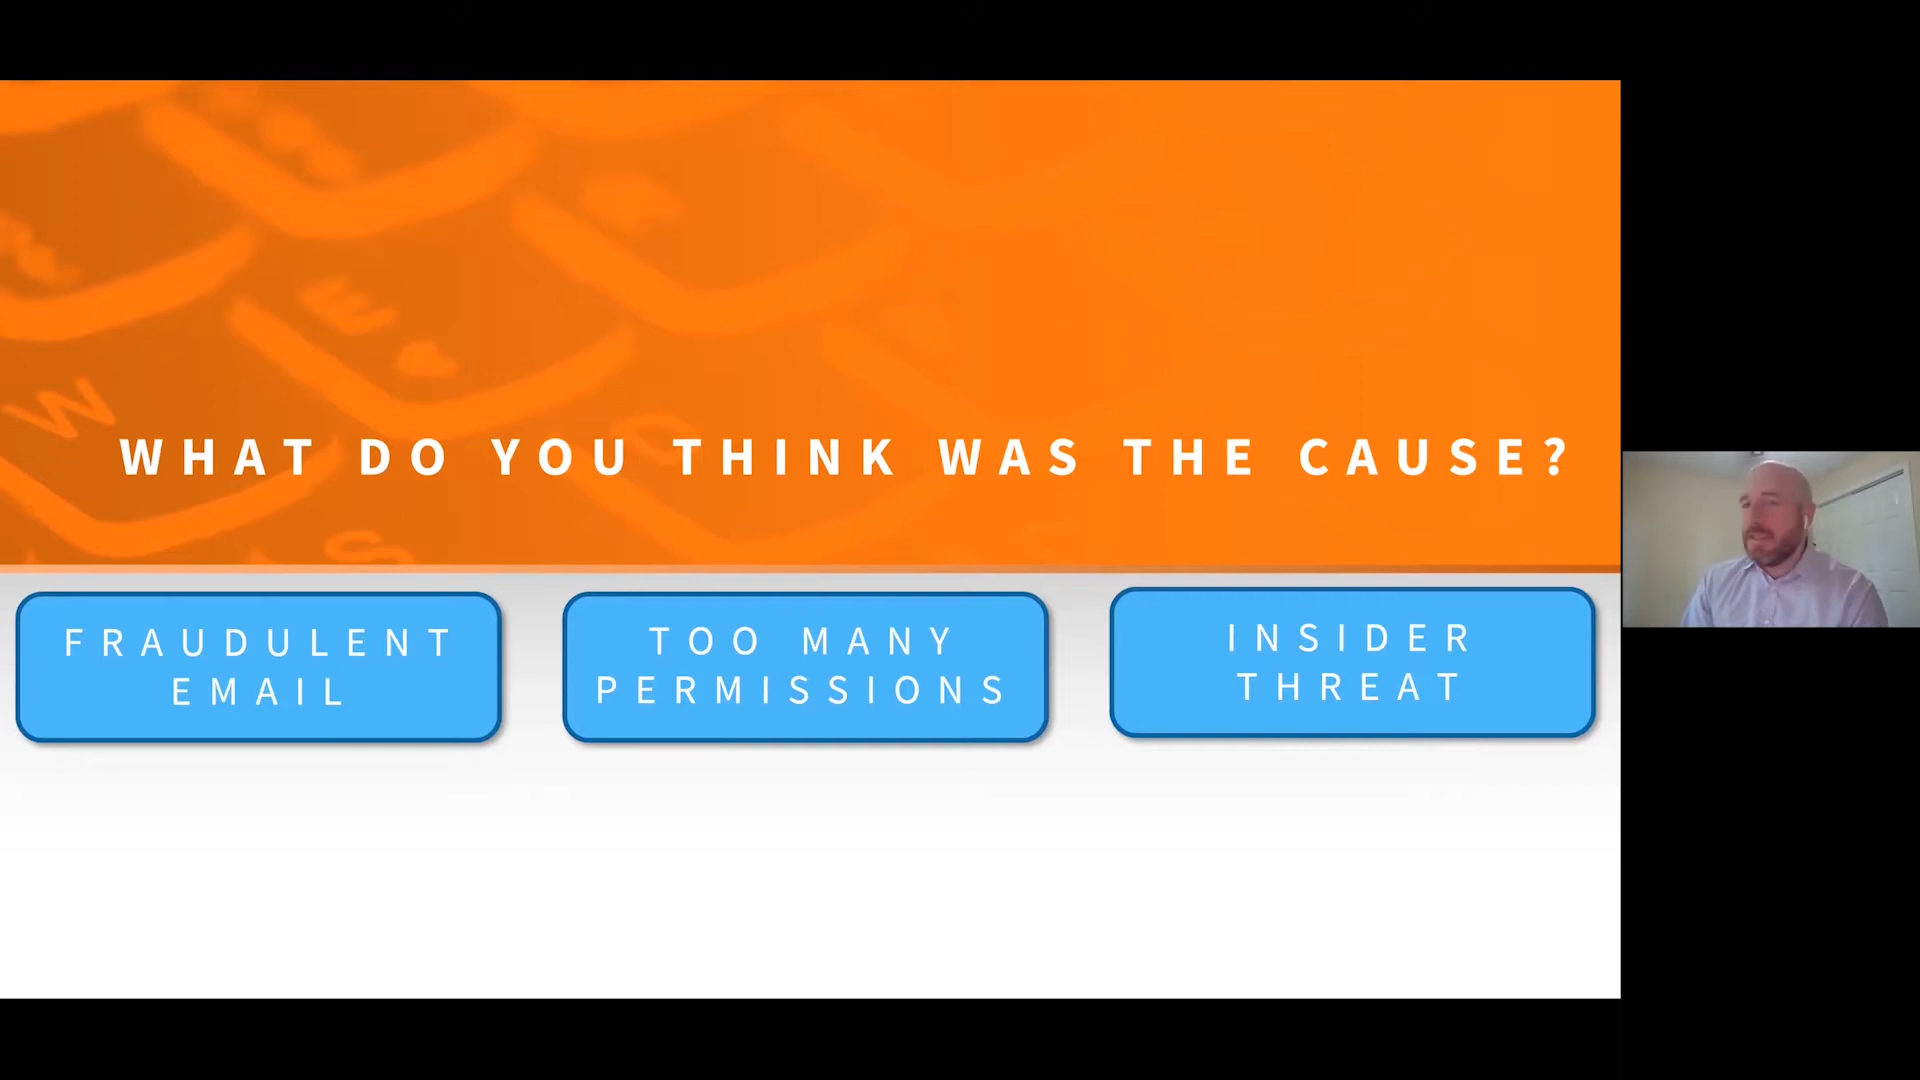 WHAT DO YOU THINK WAS THE CAUSE?
FRAUDULENT
EMAIL
TOO MANY
PERMISSIONS
INSIDER
THREAT
W
E
S